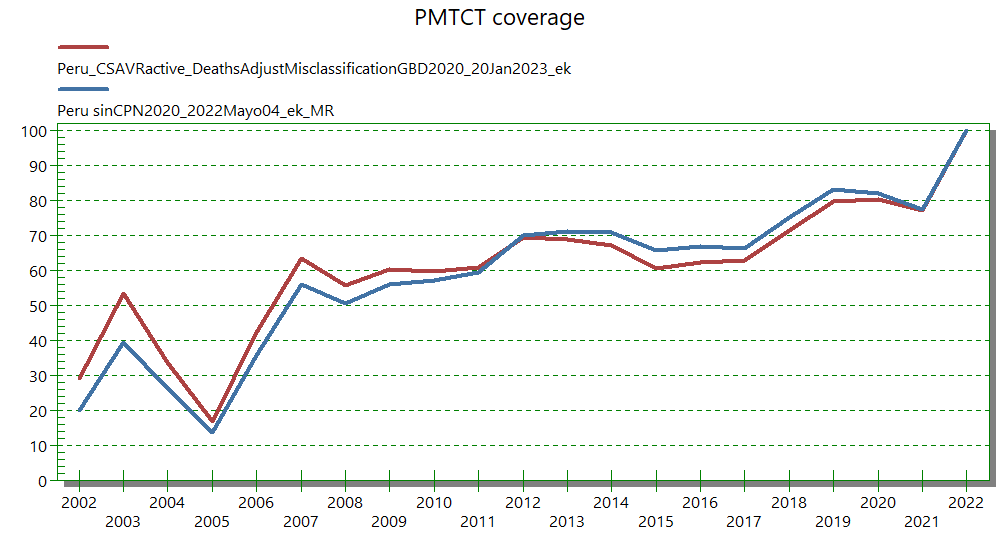 PMTCT coverage
Peru_CSAVRactive_DeathsAdjustMisclassificationGBD2020_20Jan2023_ek
Peru sinCPN2020_2022Mayo04_ek_MR
100
90
80
70
60
50
40
30
20
10
0
2002 2004 2006 2008 2010 2012 2014 2016 2018 2020 2022
2003 2005 2007 2009 2011 2013 2015 2017 2019 2021